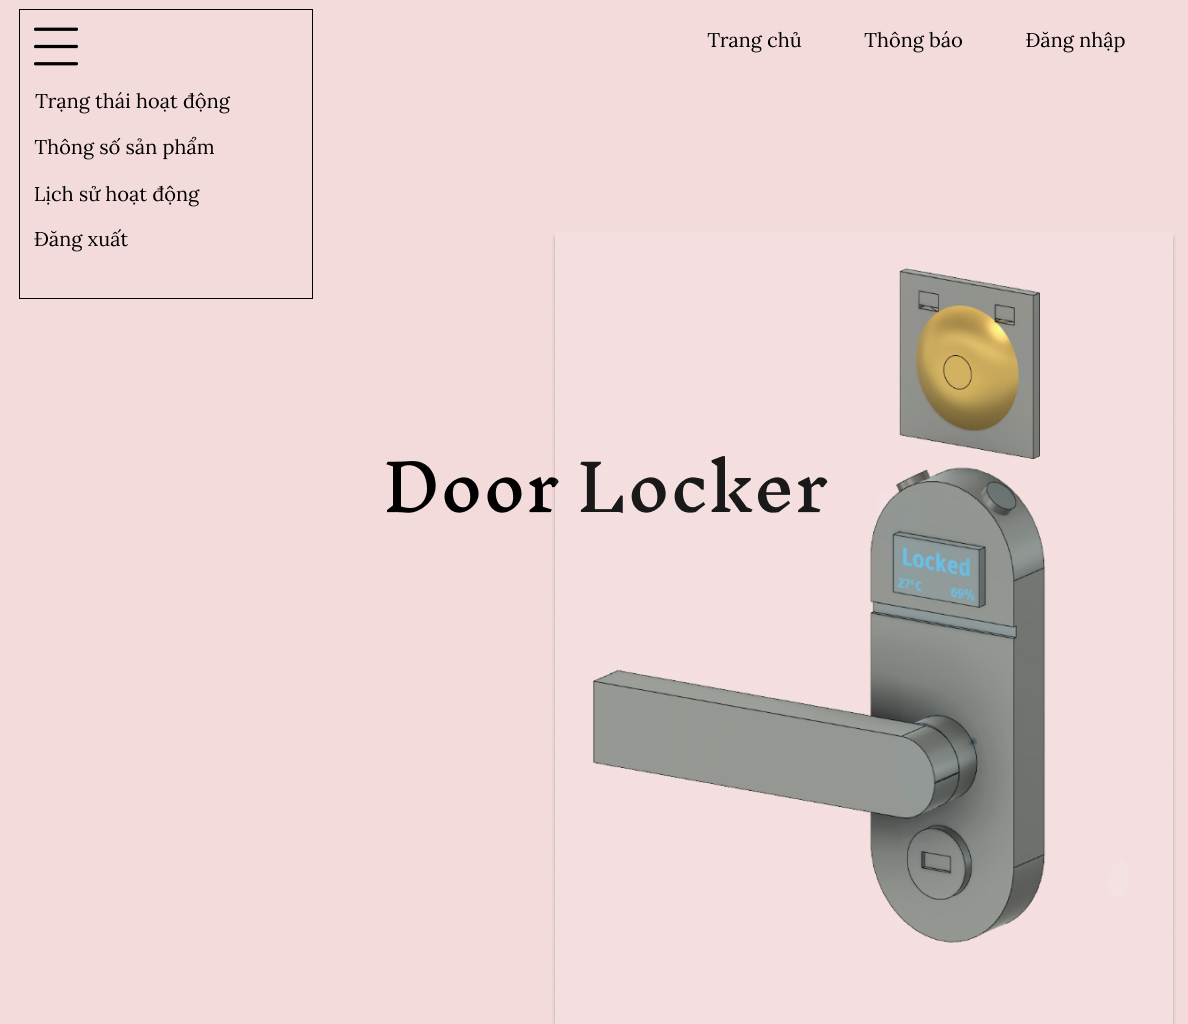 Trang chủ
Thông báo
Đăng nhập
Trạng thái hoạt động
Thông số sản phẩm
Lịch sử hoạt động
Đăng xuất
Door Locker
Locked
27°C 69%